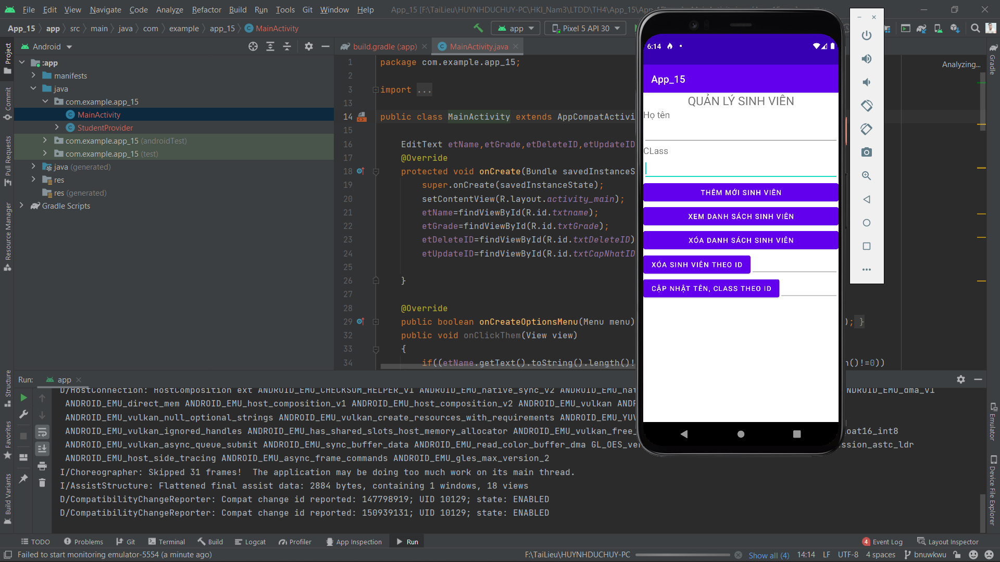 File Edit View Navigate Code Analyze Refactor Build Run Tools Git Window Help App_15 [F:\TaiLieu\HUYNHDUCHUY-PC\HKI_Nam3\LTDD\TH4\App_15\
App_15 app src main java com example app_15 MainActivity app Pixel 5 API 30
Android
build.gradle (:app) MainActivity.java
Analyzing...
:app
manifests
java
com.example.app_15
MainActivity
StudentProvider
com.example.app_15 (androidTest)
com.example.app_15 (test)
java (generated)
res
res (generated)
Gradle Scripts
Project
Commit
Pull Requests
Resource Manager
Structure
Favorites
Build Variants
1 package com.example.app_15;
2
3 import ...
13
14 public class MainActivity extends AppCompatActivi
15
16 EditText etName,etGrade,etDeleteID,etUpdateID
17 @Override
18 protected void onCreate(Bundle savedInstanceS
19 super.onCreate(savedInstanceState);
20 setContentView(R.layout.activity_main);
21 etName=findViewById(R.id.txtname);
22 etGrade=findViewById(R.id.txtGrade);
23 etDeleteID=findViewById(R.id.txtDeleteID)
24 etUpdateID=findViewById(R.id.txtCapNhatID
25
26 }
27
28 @Override
29 public boolean onCreateOptionsMenu(Menu menu) ); }
32 public void onClickThem(View view)
33 {
34 if((etName.getText().toString().length()! ()!=0))
6:14
App_15
QUẢN LÝ SINH VIÊN
Họ tên
CLass
THÊM MỚI SINH VIÊN
XEM DANH SÁCH SINH VIÊN
XÓA DANH SÁCH SINH VIÊN
XÓA SINH VIÊN THEO ID
CẬP NHẬT TÊN, CLASS THEO ID
Gradle
Emulator
Device File Explorer
Run: app
D/HostConnection: HostComposition ext ANDROID_EMU_CHECKSUM_HELPER_v1 ANDROID_EMU_native_sync_v2 ANDROID_EMU_nat NDROID_EMU_dma_v1
ANDROID_EMU_direct_mem ANDROID_EMU_host_composition_v1 ANDROID_EMU_host_composition_v2 ANDROID_EMU_vulkan ANDR
ANDROID_EMU_vulkan_null_optional_strings ANDROID_EMU_vulkan_create_resources_with_requirements ANDROID_EMU_YUV
ANDROID_EMU_vulkan_ignored_handles ANDROID_EMU_has_shared_slots_host_memory_allocator ANDROID_EMU_vulkan_free_ oat16_int8
ANDROID_EMU_vulkan_async_queue_submit ANDROID_EMU_sync_buffer_data ANDROID_EMU_read_color_buffer_dma GL_OES_ver ssion_astc_ldr
ANDROID_EMU_host_side_tracing ANDROID_EMU_async_frame_commands ANDROID_EMU_gles_max_version_2
I/Choreographer: Skipped 31 frames!  The application may be doing too much work on its main thread.
I/AssistStructure: Flattened final assist data: 2884 bytes, containing 1 windows, 18 views
D/CompatibilityChangeReporter: Compat change id reported: 147798919; UID 10129; state: ENABLED
D/CompatibilityChangeReporter: Compat change id reported: 150939131; UID 10129; state: ENABLED
TODO Problems Git Terminal Build Logcat Profiler App Inspection Run 4 Event Log Layout Inspector
Failed to start monitoring emulator-5554 (a minute ago) F:\TaiLieu\HUYNHDUCHUY-PC Show all (4) 14:14 LF UTF-8 4 spaces bnuwkwu